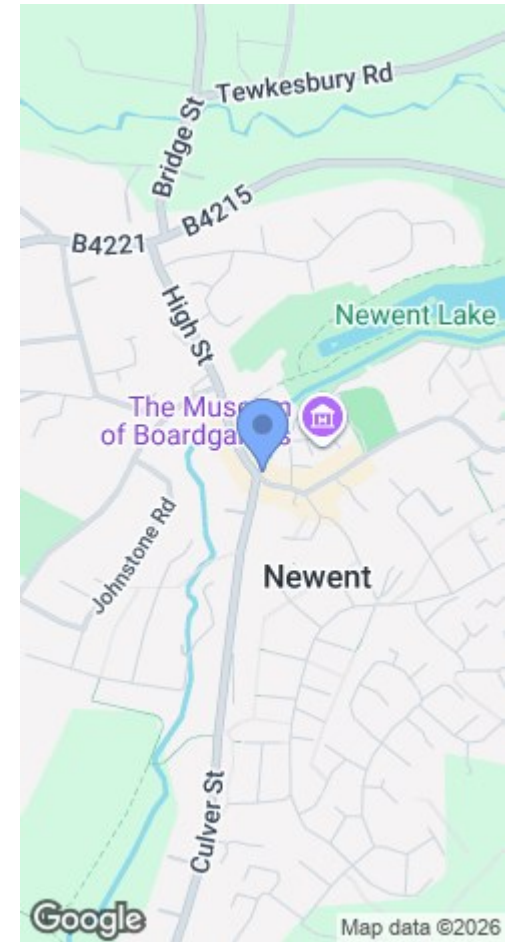 Tewkesbury Rd
Bridge St
B4215
B4221
High St
Newent Lake
The Museum
of Boardgames
Johnstone Rd
Newent
Culver St
Google
Map data ©2026